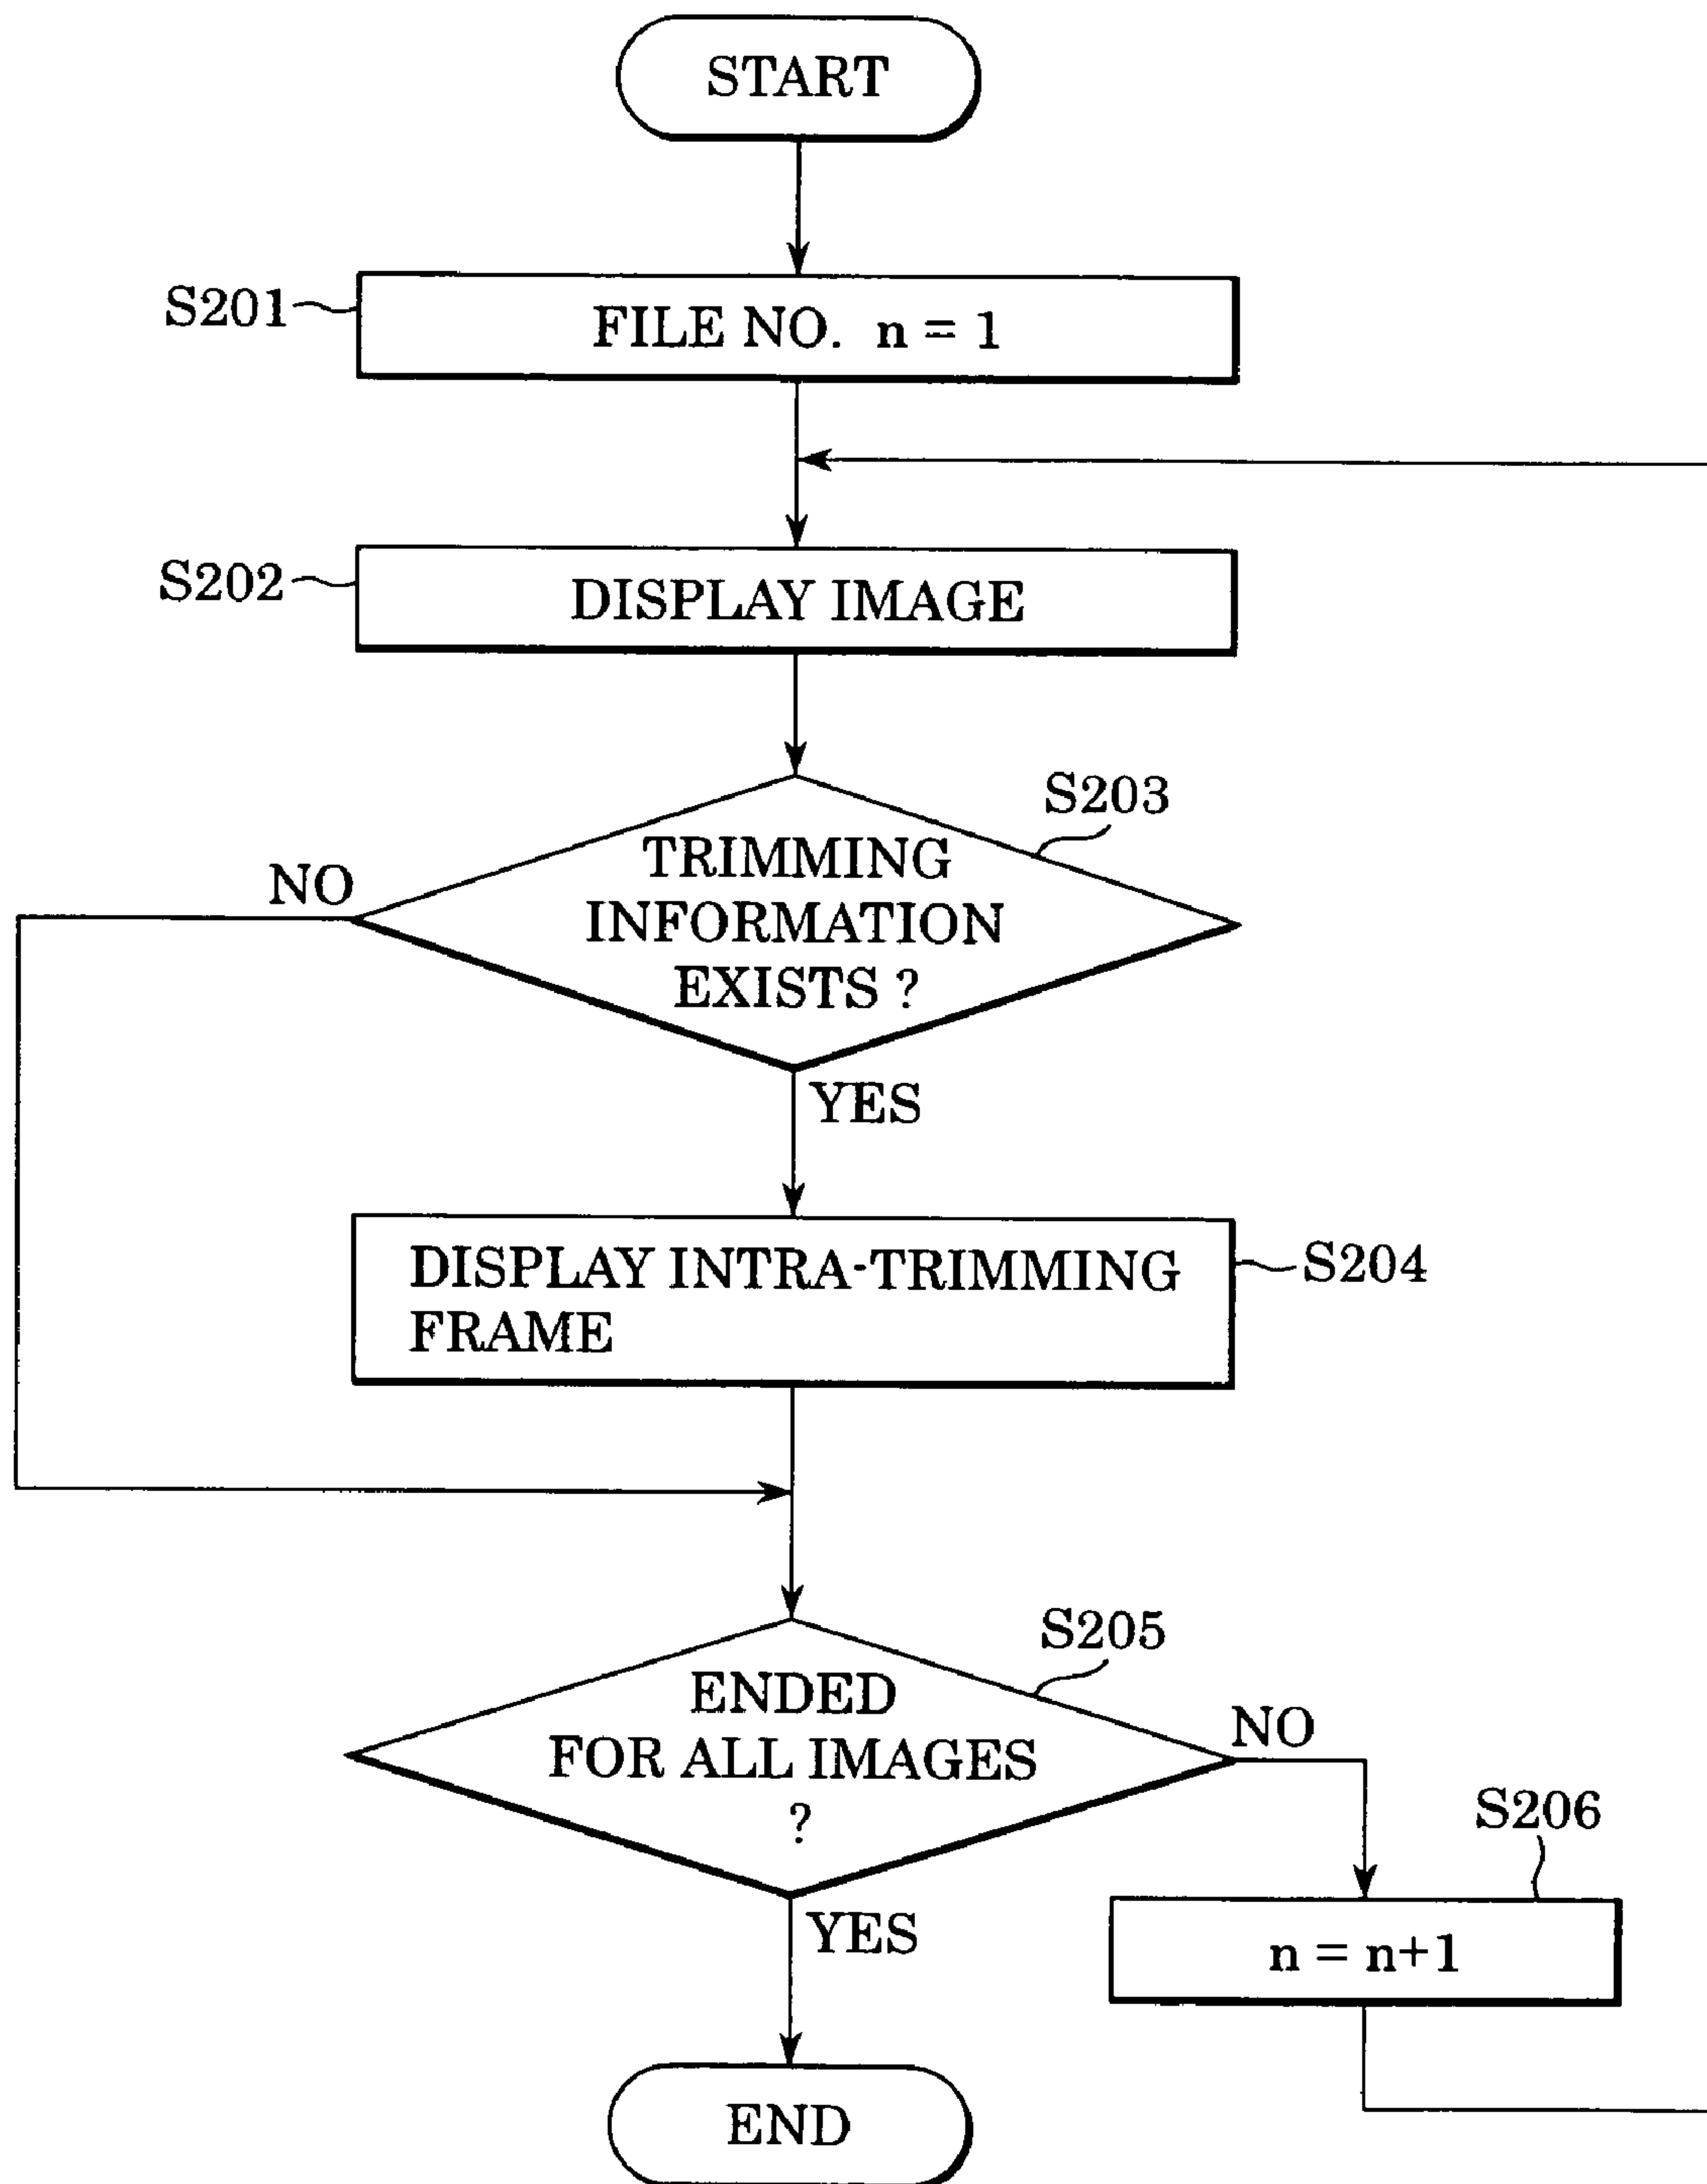 START
S201
FILE NO. n = 1
S202
DISPLAY IMAGE
S203
TRIMMING
INFORMATION
EXISTS ?
NO
YES
DISPLAY INTRA-TRIMMING
FRAME
S204
S205
ENDED
FOR ALL IMAGES
?
NO
S206
n = n+1
YES
END